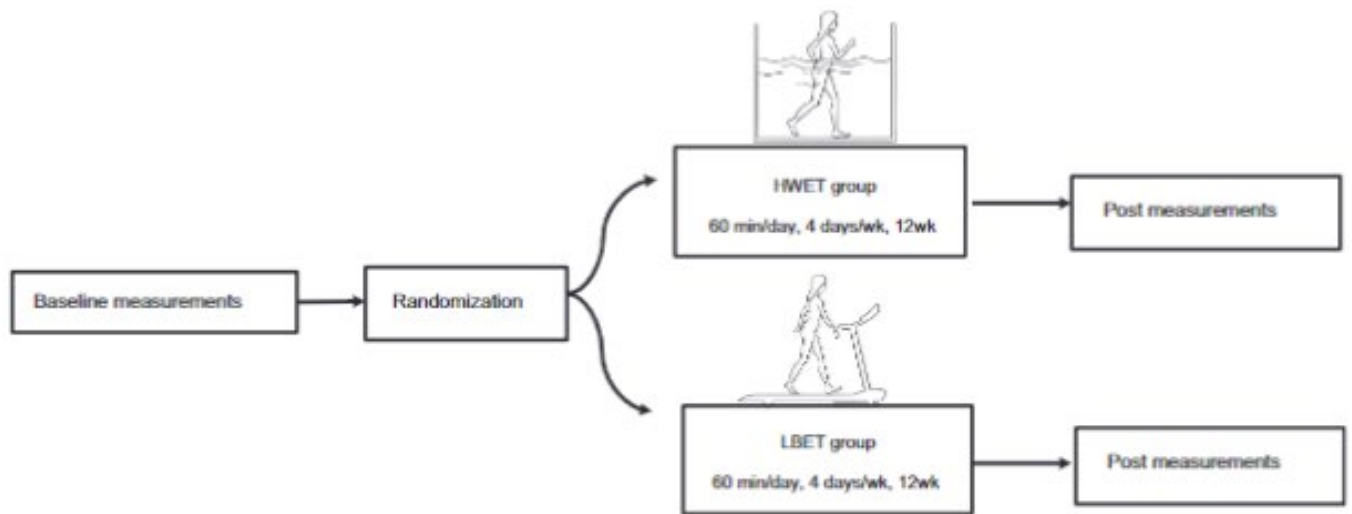 HWET group
60 min/day, 4 days/wk, 12wk
Post measurements
Baseline measurements
Randomization
LBET group
60 min/day, 4 days/wk, 12wk
Post measurements